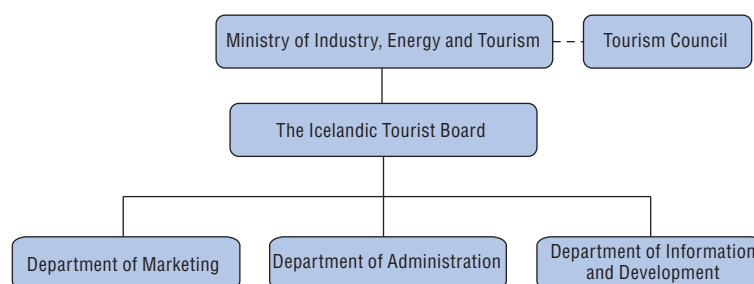 Ministry of Industry, Energy and Tourism
Tourism Council
The Icelandic Tourist Board
Department of Marketing
Department of Administration
Department of Information
and Development